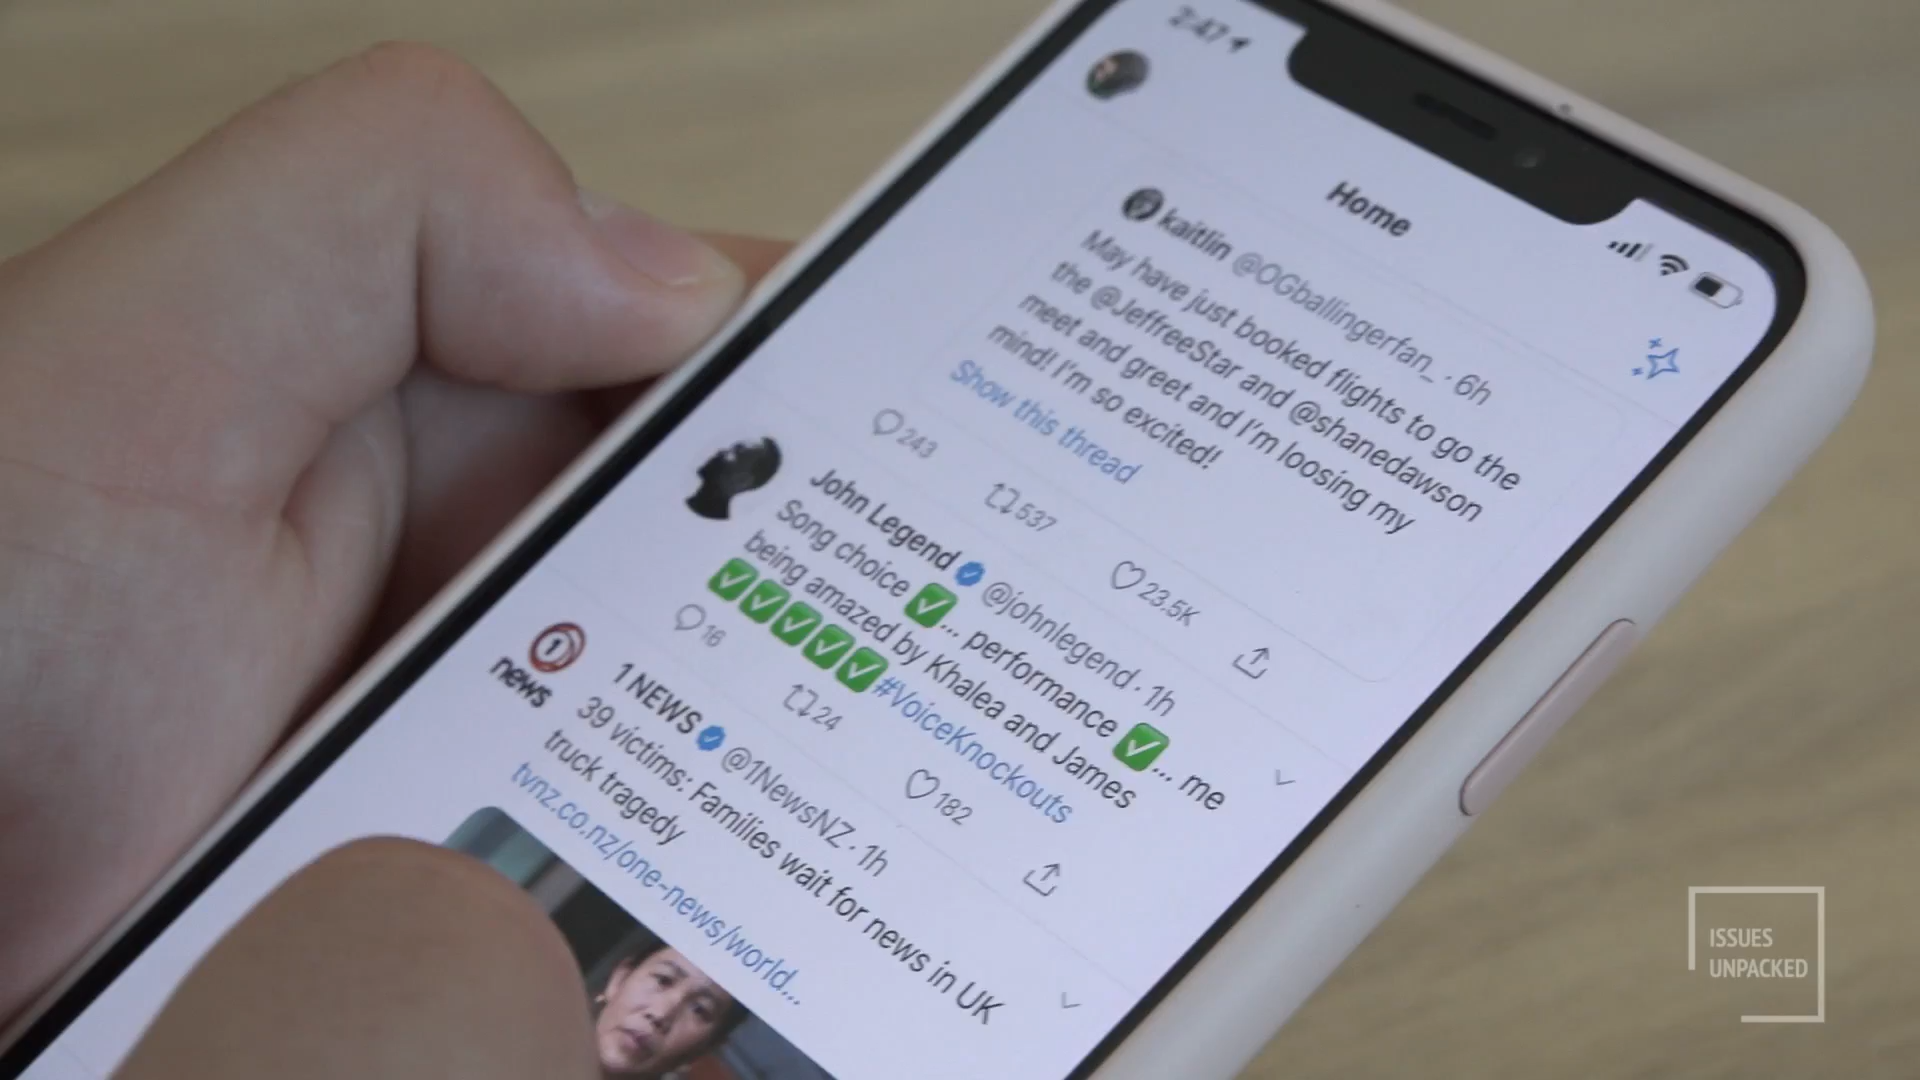 2:47
Home
kaitlin @OGballingerfan_ · 6h
May have just booked flights to go the
the @JeffreeStar and @shanedawson
meet and greet and I'm loosing my
mind! I'm so excited!
Show this thread
243 537 23.5K
John Legend @johnlegend · 1h
Song choice ✅... performance ✅... me
being amazed by Khalea and James
✅✅✅✅✅#VoiceKnockouts
16 24 182
1 news
1 NEWS @1NewsNZ · 1h
39 victims: Families wait for news in UK
truck tragedy
tvnz.co.nz/one-news/world...
ISSUES
UNPACKED